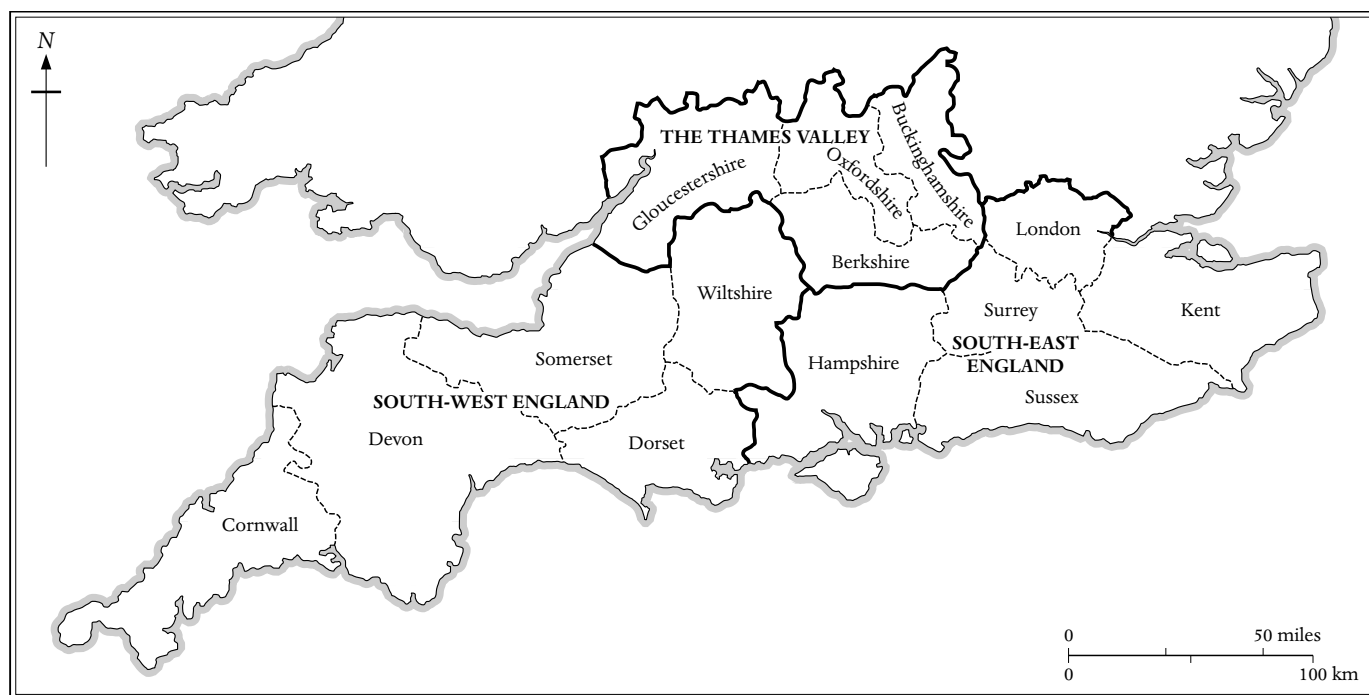 N
THE THAMES VALLEY
Gloucestershire
Oxfordshire
Buckinghamshire
London
Berkshire
Wiltshire
Surrey
Kent
Somerset
Hampshire
SOUTH-EAST
ENGLAND
Sussex
SOUTH-WEST ENGLAND
Devon
Dorset
Cornwall
0 50 miles
0 100 km